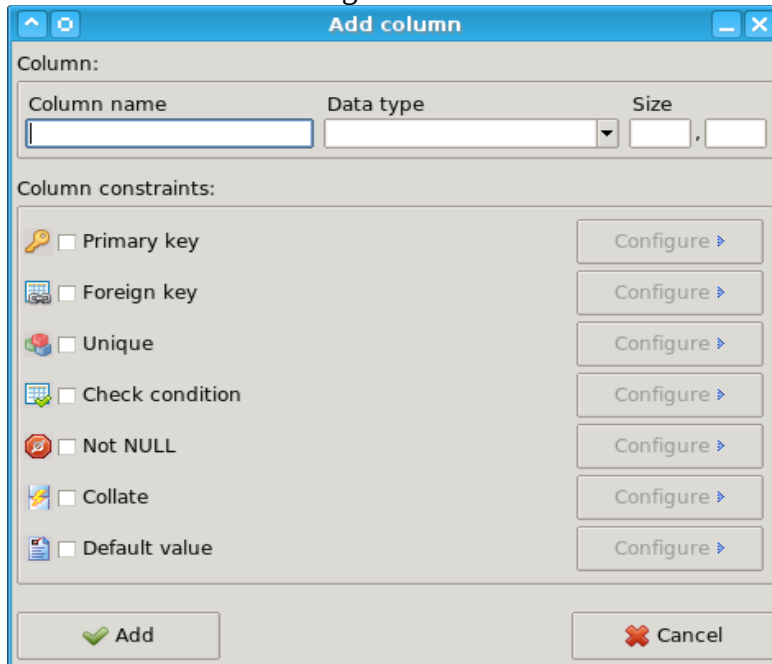 Add column
Column:
Column name Data type Size
,
Column constraints:
Primary key Configure
Foreign key Configure
Unique Configure
Check condition Configure
Not NULL Configure
Collate Configure
Default value Configure
Add Cancel